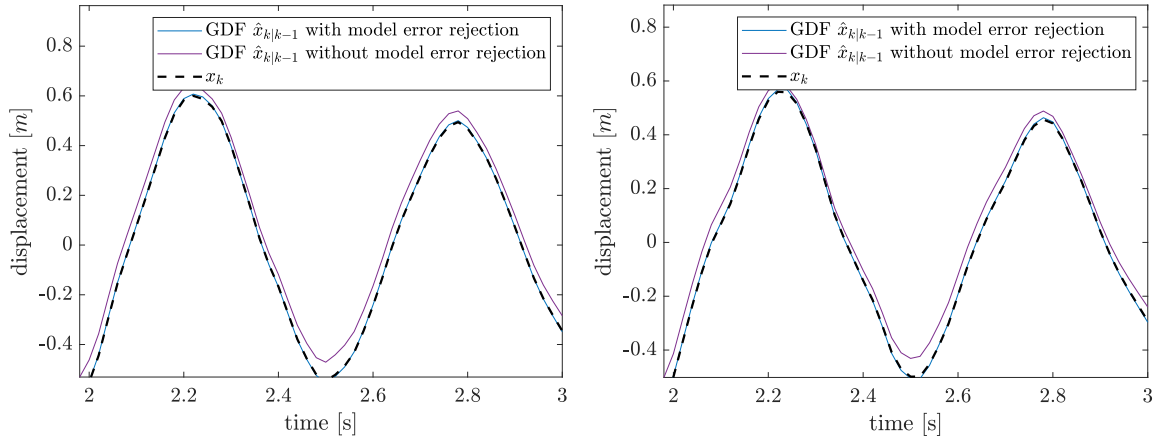 GDF x̂ₖ|ₖ₋₁ with model error rejection
GDF x̂ₖ|ₖ₋₁ without model error rejection
xₖ
displacement [m]
0.8
0.6
0.4
0.2
0
-0.2
-0.4
2 2.2 2.4 2.6 2.8 3
time [s]
GDF x̂ₖ|ₖ₋₁ with model error rejection
GDF x̂ₖ|ₖ₋₁ without model error rejection
xₖ
displacement [m]
0.8
0.6
0.4
0.2
0
-0.2
-0.4
2 2.2 2.4 2.6 2.8 3
time [s]